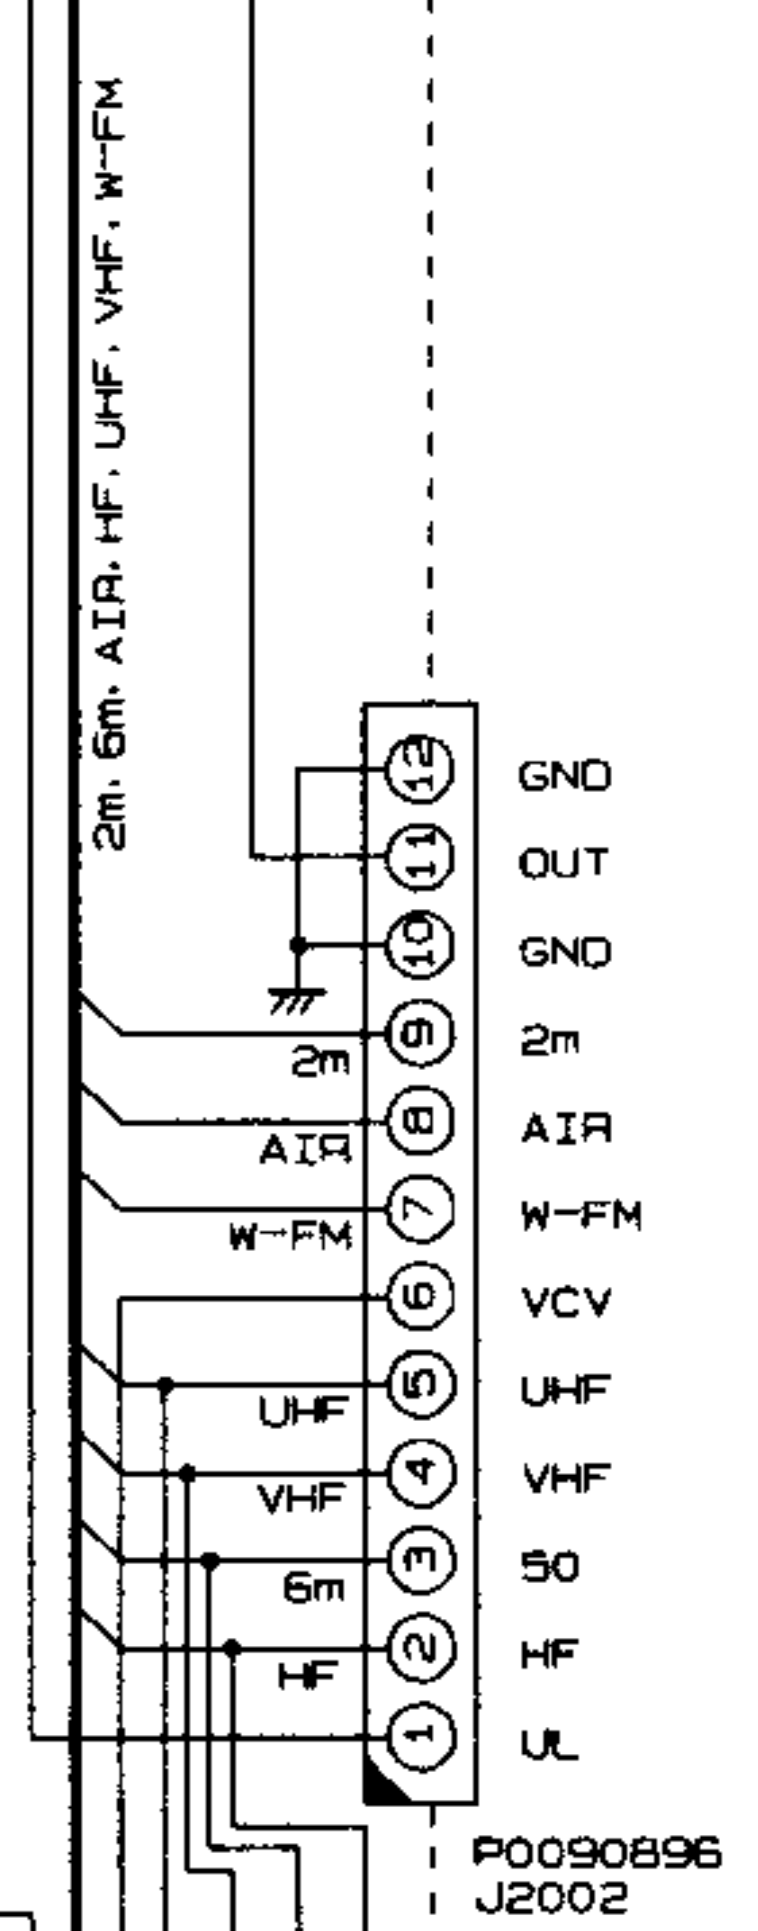 2m, 6m, AIR, HF, UHF, VHF, W-FM
12 GND
11 OUT
10 GND
9 2m
2m
8 AIR
AIR
7 W-FM
W-FM
6 VCV
5 UHF
UHF
4 VHF
VHF
3 50
6m
2 HF
HF
1 UL
P0090896
J2002